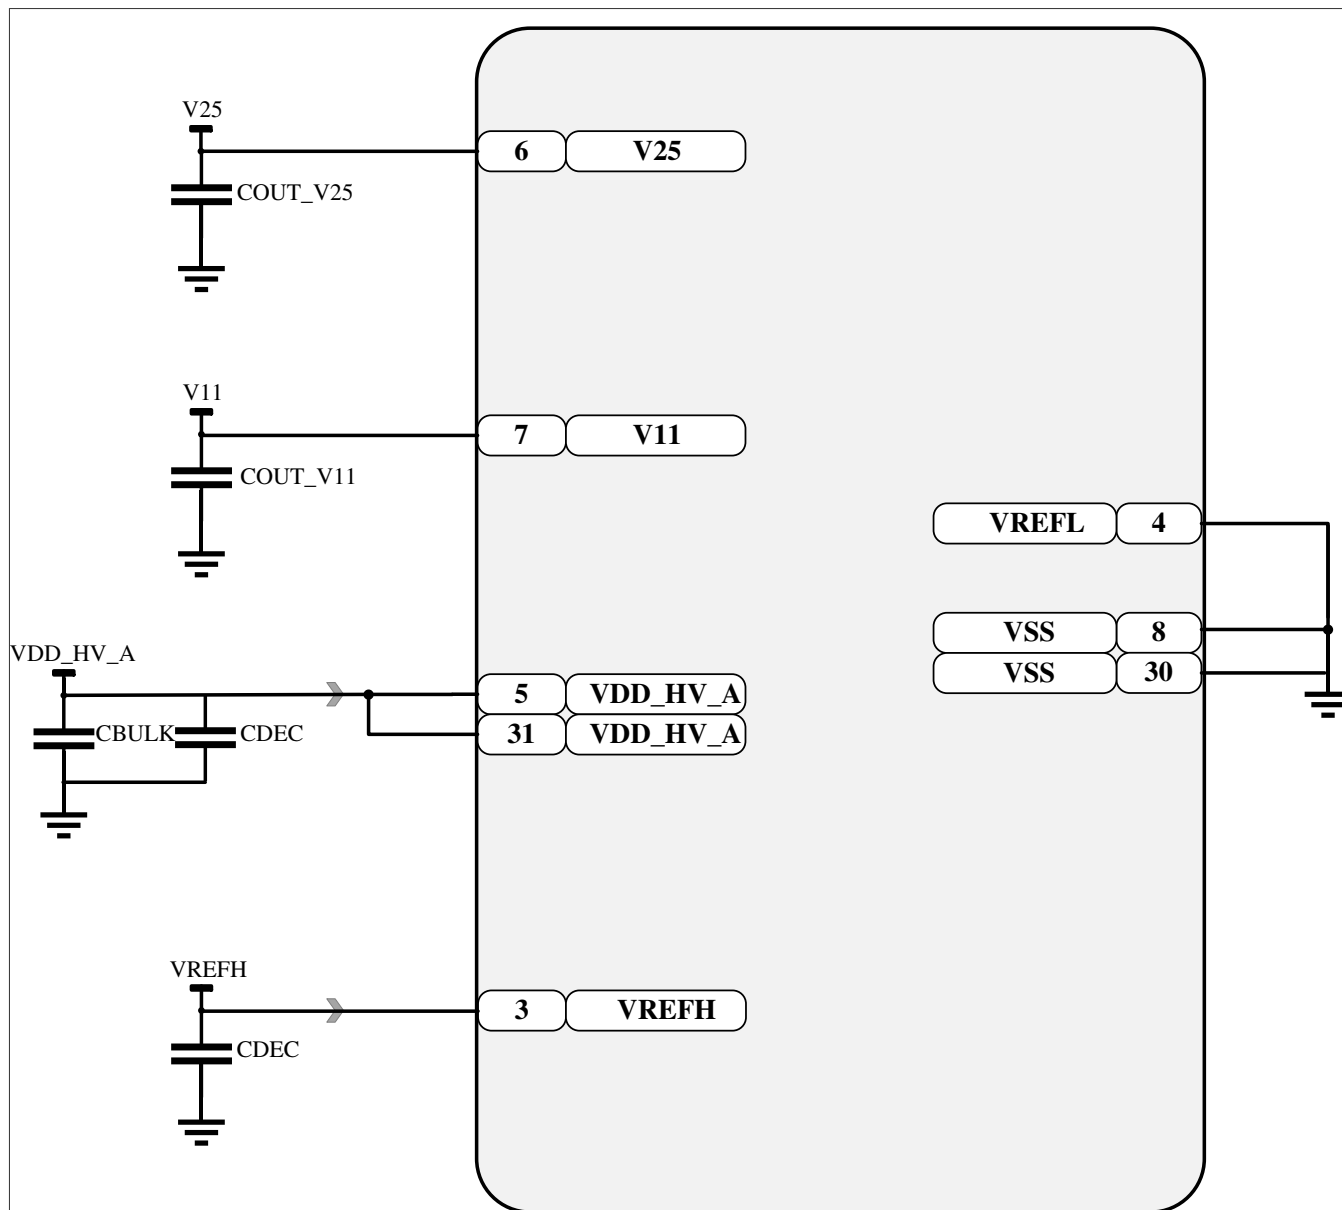 V25
6 V25
COUT_V25
V11
7 V11
COUT_V11
VREFL 4
VSS 8
VSS 30
VDD_HV_A
5 VDD_HV_A
31 VDD_HV_A
CBULK CDEC
VREFH
3 VREFH
CDEC